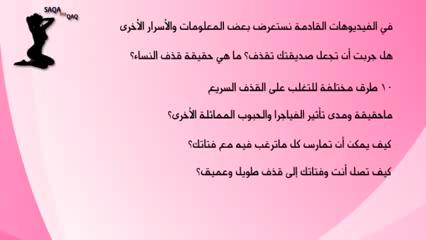 SAQA
QAQ
في الفيديوهات القادمة نستعرض بعض المعلومات والأسرار الأخرى
هل جربت أن تجعل صديقتك تقذف؟ ما هي حقيقة قذف النساء؟
١٠ طرق مختلفة للتغلب على القذف السريع
ماحقيقة ومدى تأثير الفياجرا والحبوب المماثلة الأخرى؟
كيف يمكن أن تمارس كل ماترغب فيه مع فتاتك؟
كيف تصل أنت وفتاتك إلى قذف طويل وعميق؟